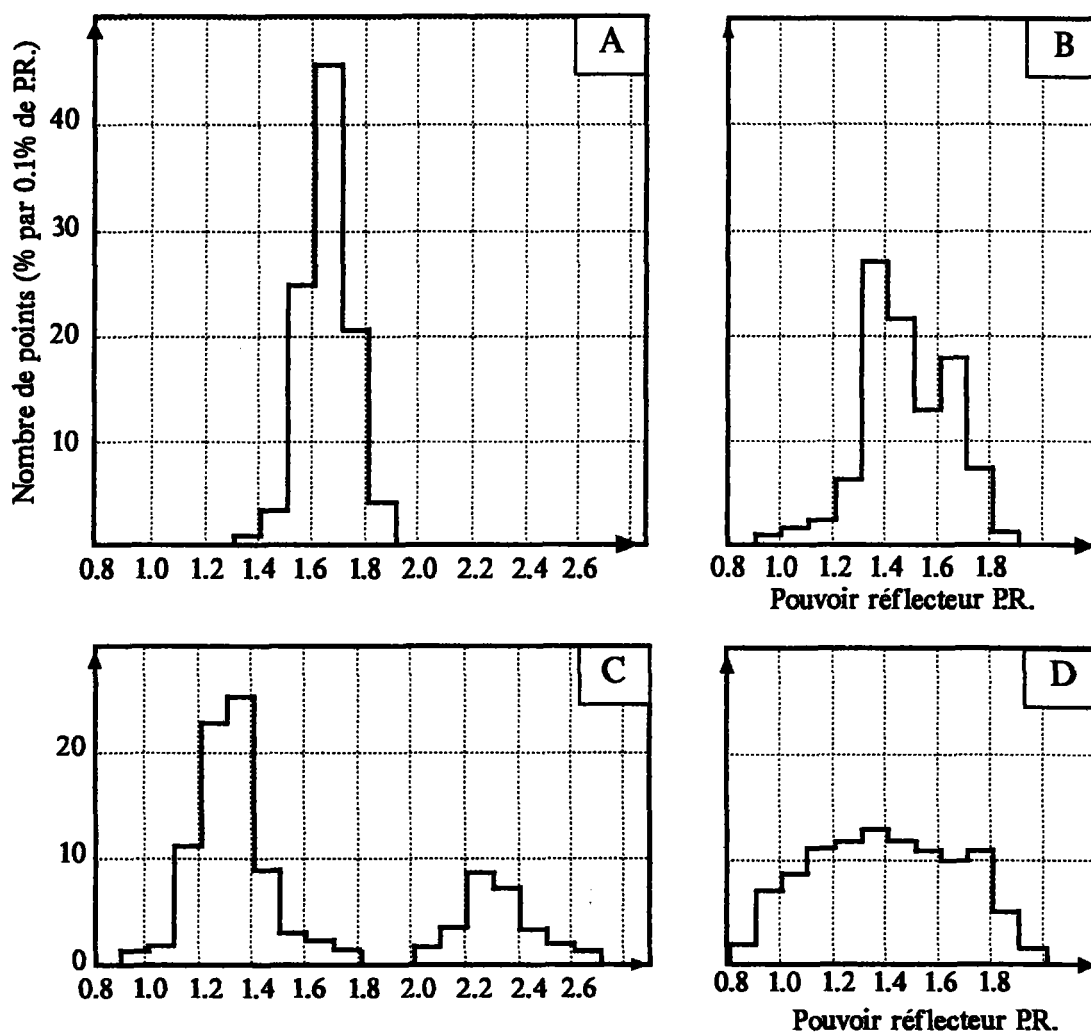 A
Nombre de points (% par 0.1% de P.R.)
40
30
20
10
0.8 1.0 1.2 1.4 1.6 1.8 2.0 2.2 2.4 2.6
B
0.8 1.0 1.2 1.4 1.6 1.8
Pouvoir réflecteur P.R.
C
20
10
0
0.8 1.0 1.2 1.4 1.6 1.8 2.0 2.2 2.4 2.6
D
0.8 1.0 1.2 1.4 1.6 1.8
Pouvoir réflecteur P.R.